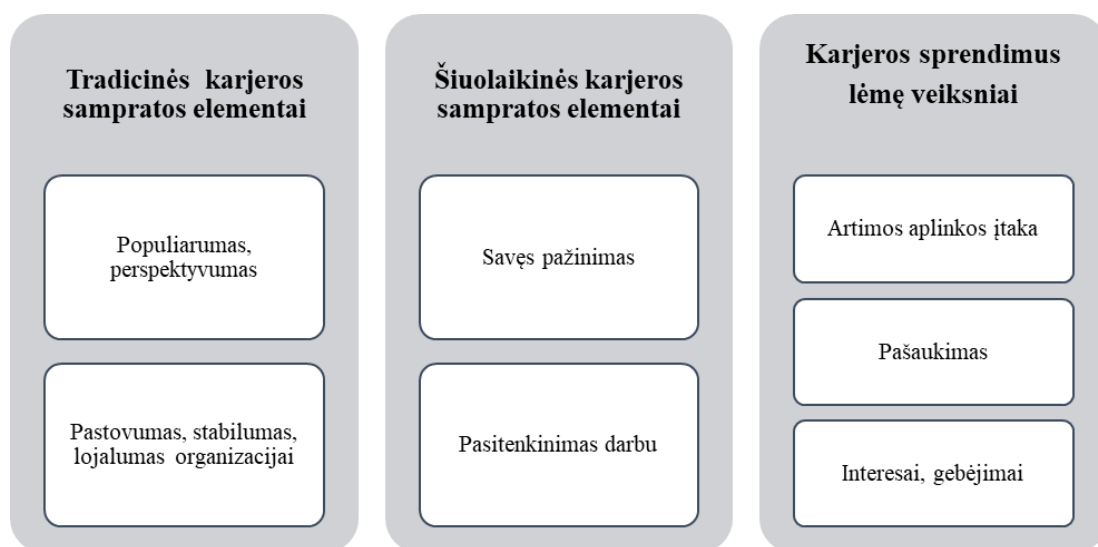 Tradicinės karjeros
sampratos elementai
Populiarumas,
perspektyvumas
Pastovumas, stabilumas,
lojalumas organizacijai
Šiuolaikinės karjeros
sampratos elementai
Savęs pažinimas
Pasitenkinimas darbu
Karjeros sprendimus
lėmę veiksniai
Artimos aplinkos įtaka
Pašaukimas
Interesai, gebėjimai